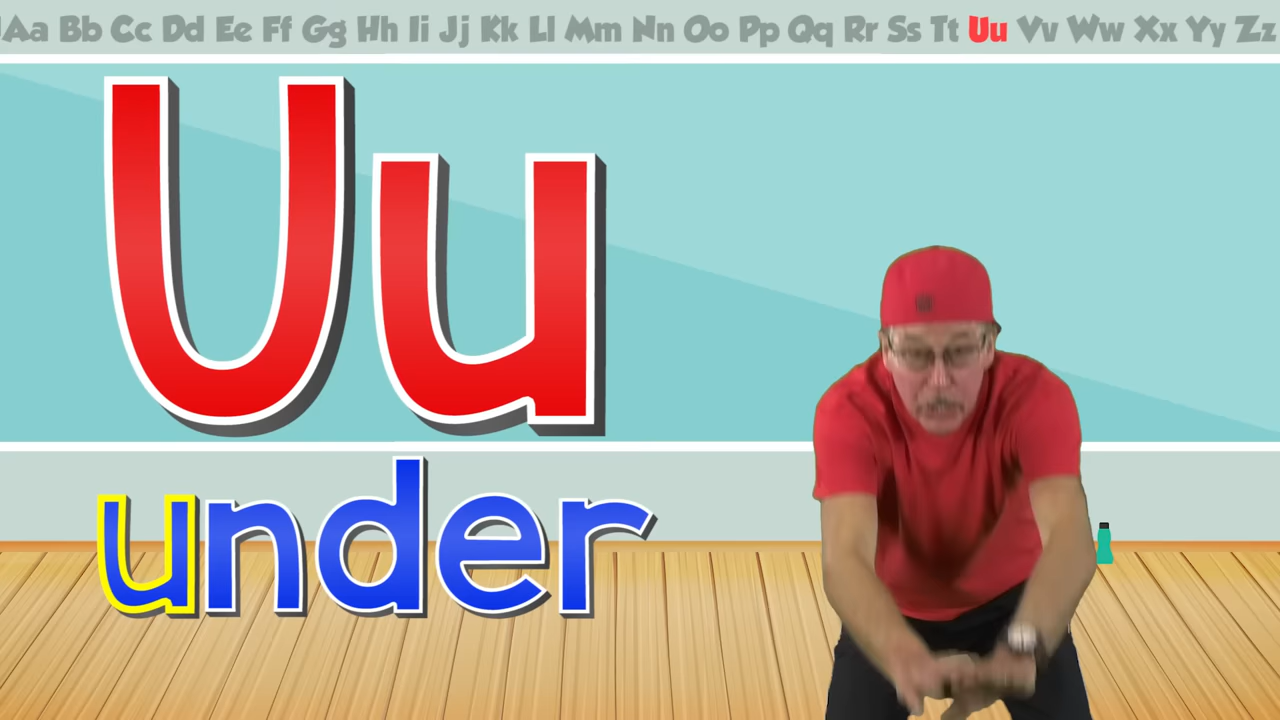 Aa Bb Cc Dd Ee Ff Gg Hh Ii Jj Kk Ll Mm Nn Oo Pp Qq Rr Ss Tt Uu Vv Ww Xx Yy Zz
Uu
under